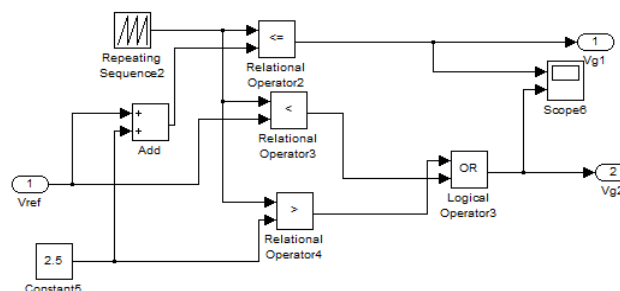 Repeating
Sequence2
<=
Relational
Operator2
1
Vg1
Scope6
+
+
Add
<
Relational
Operator3
1
Vref
OR
Logical
Operator3
2
Vg2
>
Relational
Operator4
2.5
Constant5